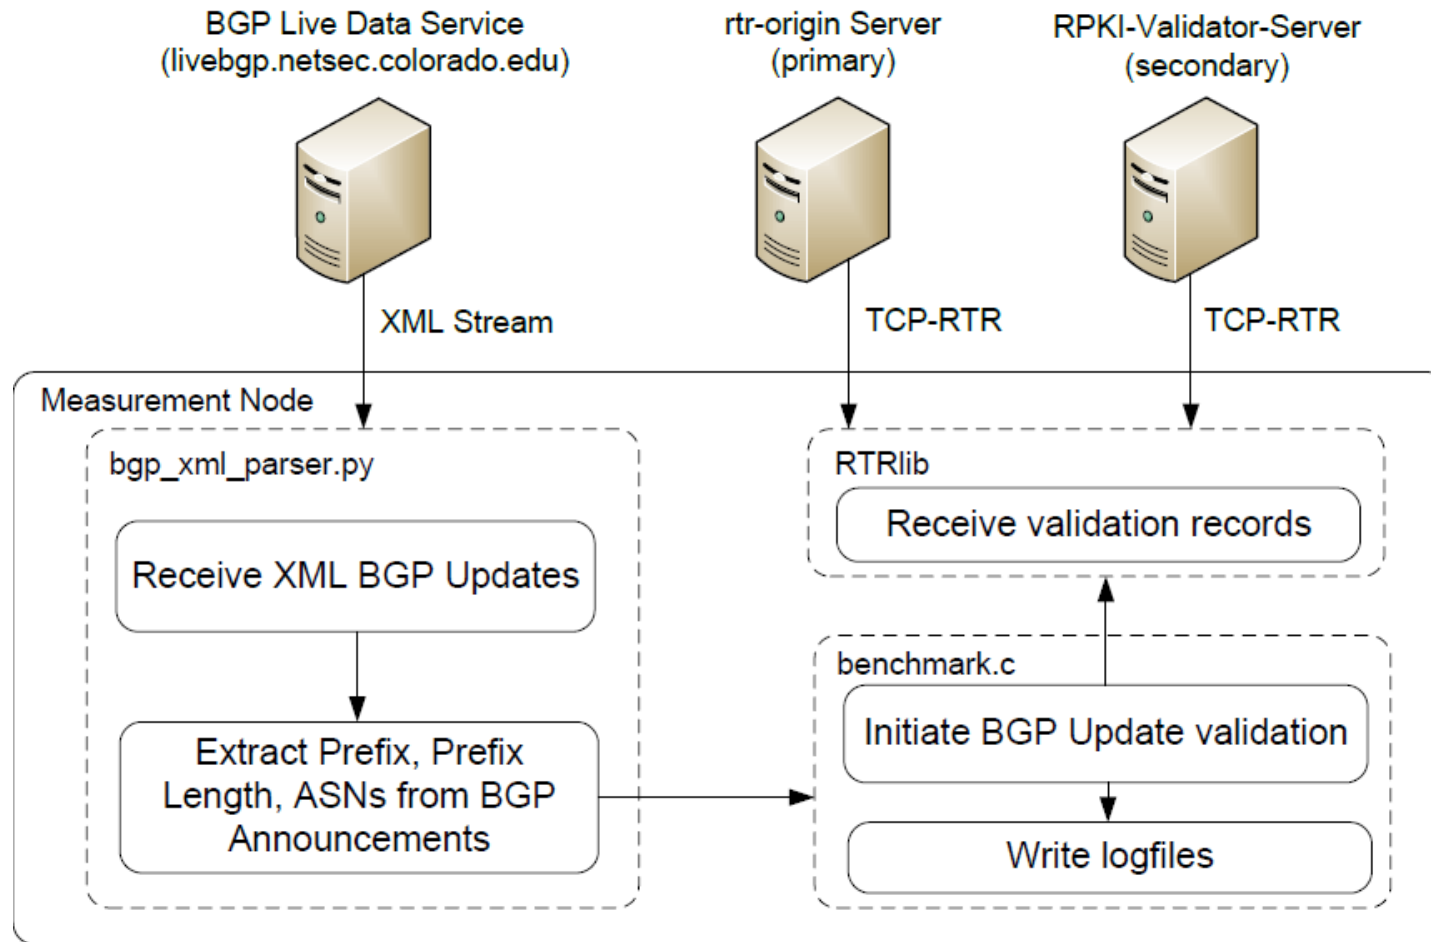 BGP Live Data Service
(livebgp.netsec.colorado.edu)
rtr-origin Server
(primary)
RPKI-Validator-Server
(secondary)
XML Stream
TCP-RTR
TCP-RTR
Measurement Node
bgp_xml_parser.py
Receive XML BGP Updates
Extract Prefix, Prefix
Length, ASNs from BGP
Announcements
RTRlib
Receive validation records
benchmark.c
Initiate BGP Update validation
Write logfiles